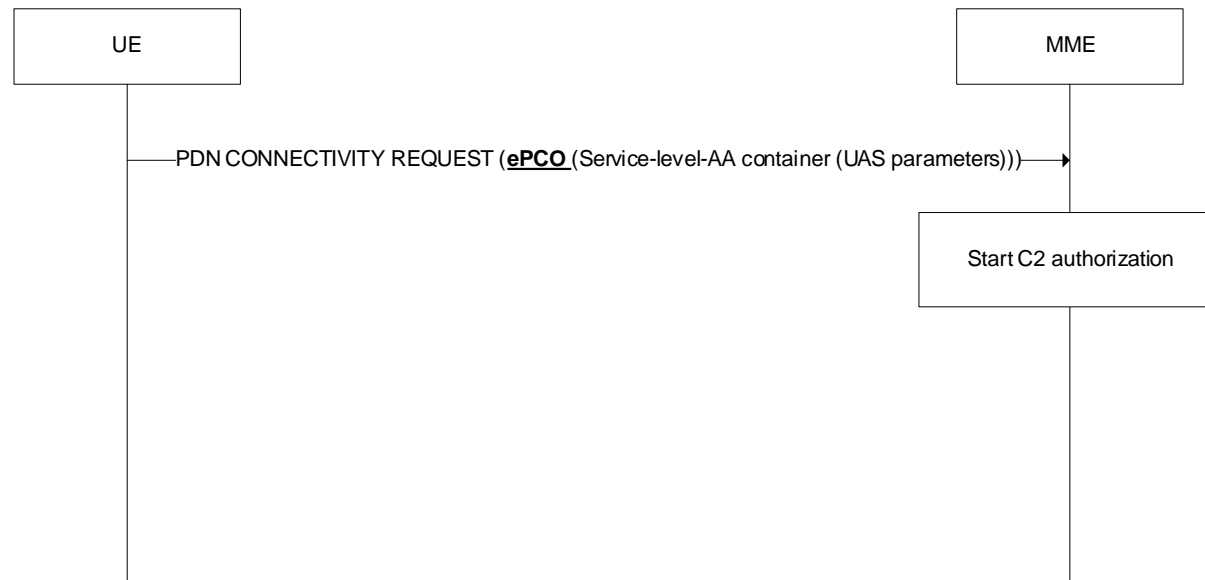 UE
MME
PDN CONNECTIVITY REQUEST (ePCO (Service-level-AA container (UAS parameters)))
Start C2 authorization